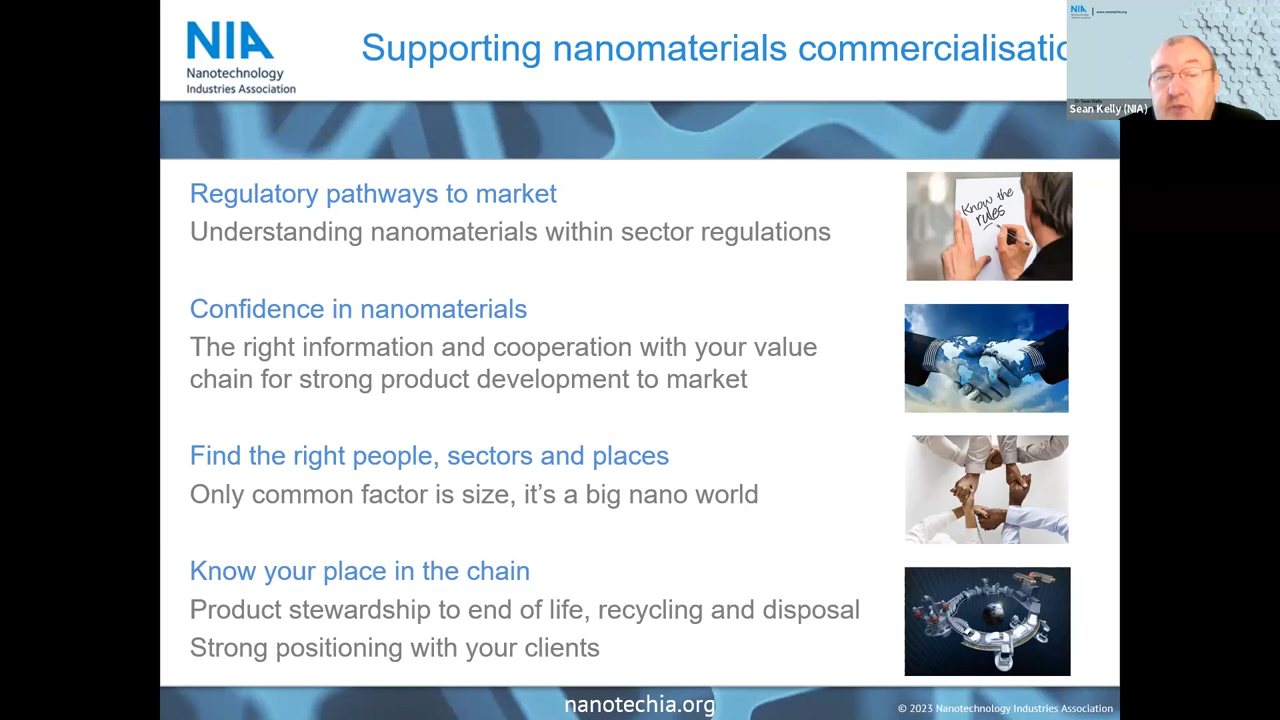 NIA
Nanotechnology
Industries Association
Supporting nanomaterials commercialisatio
NIA
www.nanotechia.org
Sean Kelly (NIA)
Regulatory pathways to market
Understanding nanomaterials within sector regulations
Know the
rules
Confidence in nanomaterials
The right information and cooperation with your value
chain for strong product development to market
Find the right people, sectors and places
Only common factor is size, it’s a big nano world
Know your place in the chain
Product stewardship to end of life, recycling and disposal
Strong positioning with your clients
nanotechia.org
© 2023 Nanotechnology Industries Association